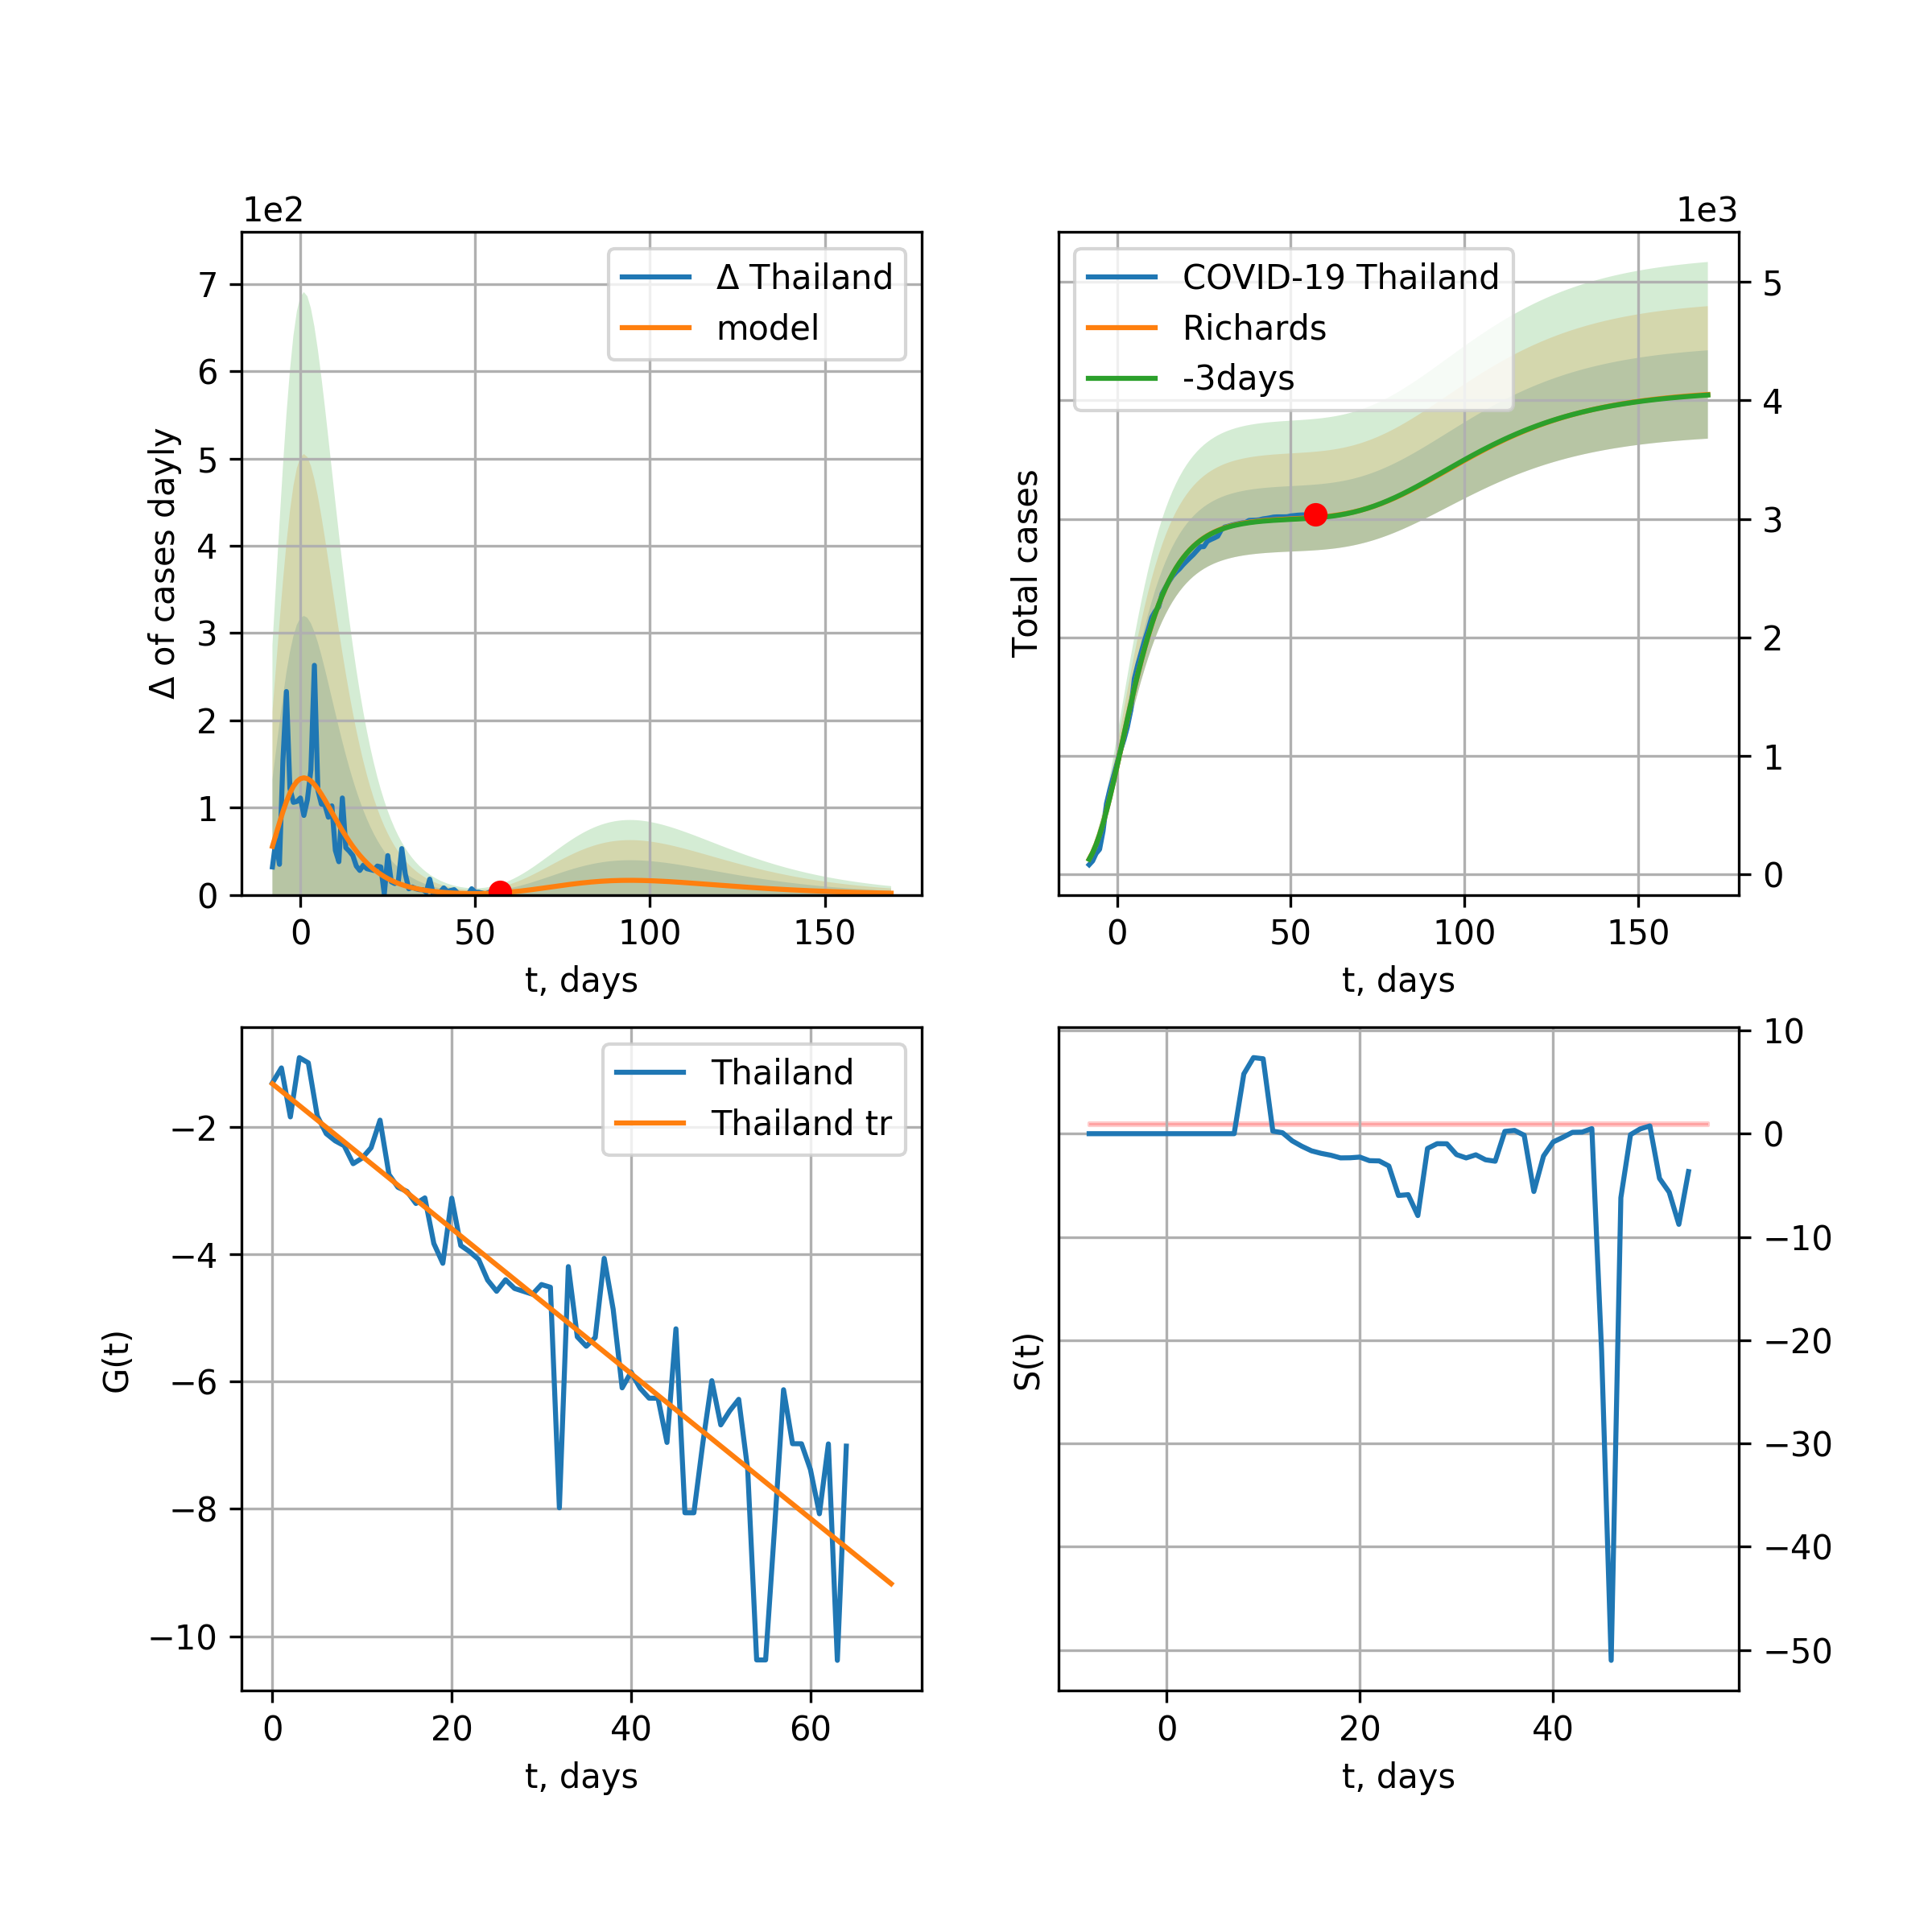 1e2
7
6
5
4
3
2
1
0
Δ of cases dayly
Δ Thailand
model
0 50 100 150
t, days
1e3
COVID-19 Thailand
Richards
-3days
5
4
3
2
1
0
Total cases
0 50 100 150
t, days
Thailand
Thailand tr
−2
−4
−6
−8
−10
G(t)
0 20 40 60
t, days
10
0
−10
−20
−30
−40
−50
S(t)
0 20 40
t, days